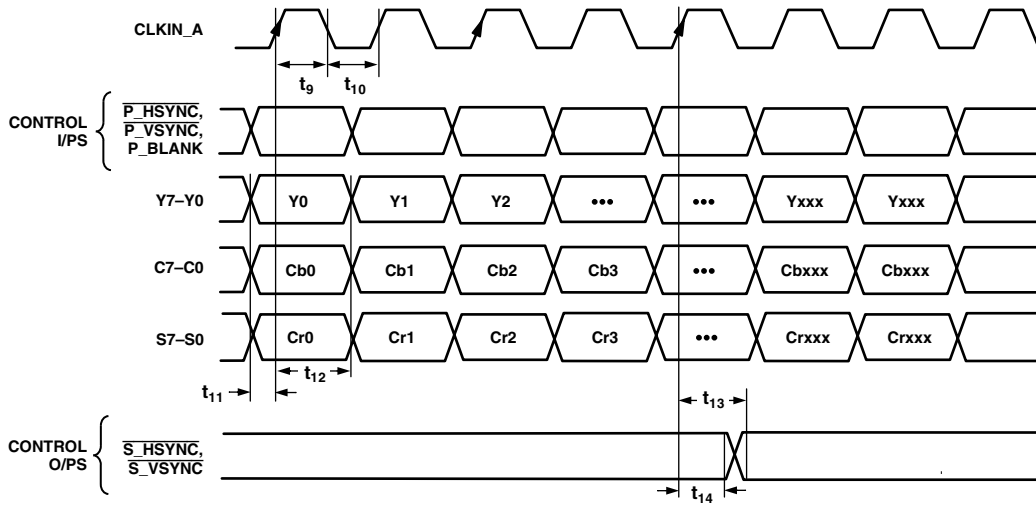 CLKIN_A
t9
t10
CONTROL
I/PS
P_HSYNC,
P_VSYNC,
P_BLANK
Y7–Y0
Y0
Y1
Y2
•••
•••
Yxxx
Yxxx
C7–C0
Cb0
Cb1
Cb2
Cb3
•••
Cbxxx
Cbxxx
S7–S0
Cr0
Cr1
Cr2
Cr3
•••
Crxxx
Crxxx
t11
t12
t13
CONTROL
O/PS
S_HSYNC,
S_VSYNC
t14